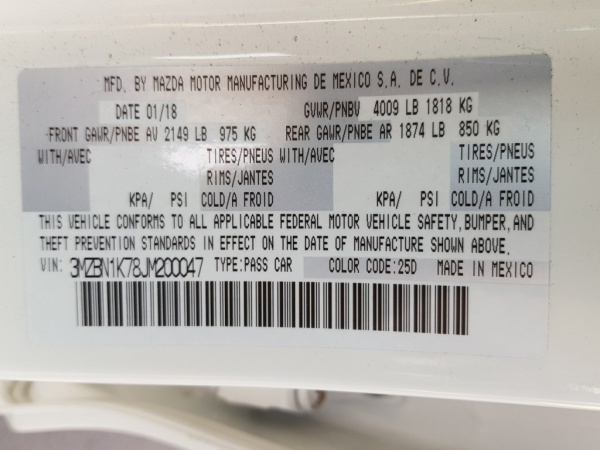 MFD. BY MAZDA MOTOR MANUFACTURING DE MEXICO S.A. DE C.V.
DATE 01/18 GVWR/PNBV 4009 LB 1818 KG
FRONT GAWR/PNBE AV 2149 LB 975 KG REAR GAWR/PNBE AR 1874 LB 850 KG
WITH/AVEC TIRES/PNEUS WITH/AVEC TIRES/PNEUS
RIMS/JANTES RIMS/JANTES
KPA/ PSI COLD/A FROID KPA/ PSI COLD/A FROID
THIS VEHICLE CONFORMS TO ALL APPLICABLE FEDERAL MOTOR VEHICLE SAFETY, BUMPER, AND
THEFT PREVENTION STANDARDS IN EFFECT ON THE DATE OF MANUFACTURE SHOWN ABOVE.
VIN: 3MZBN1K78JM200047 TYPE:PASS CAR COLOR CODE:25D MADE IN MEXICO